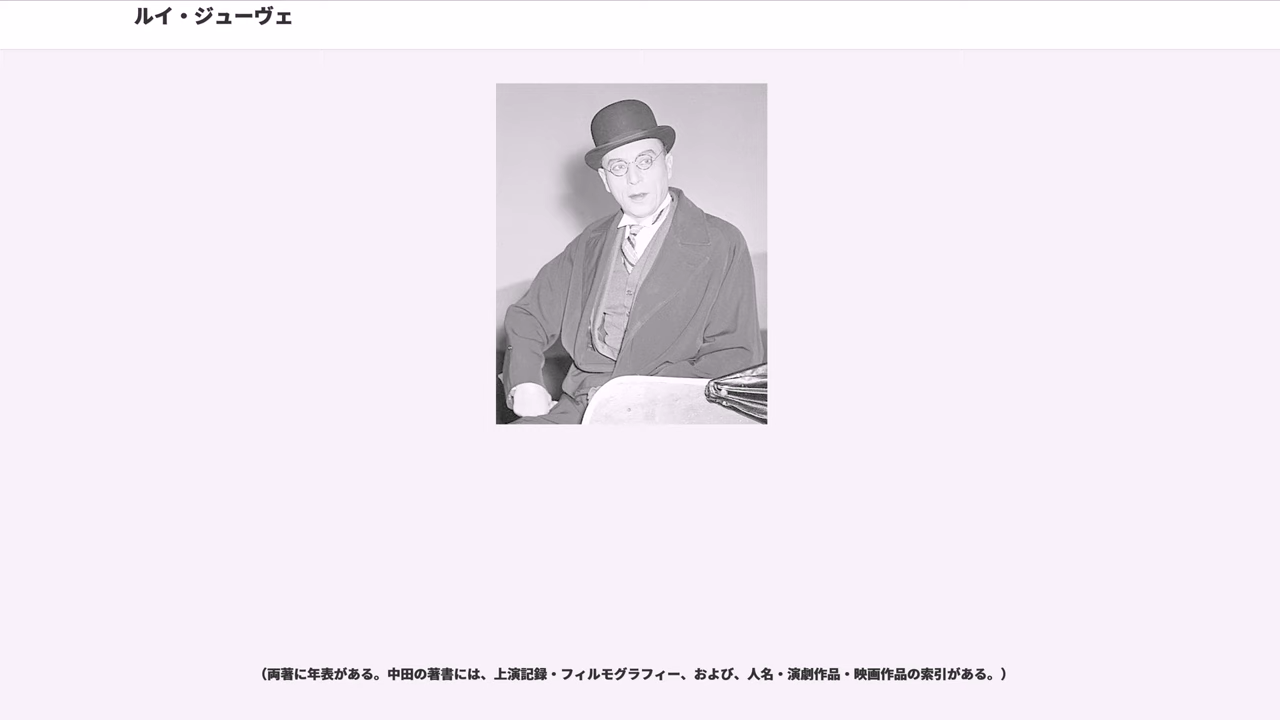 ルイ・ジューヴェ
（両著に年表がある。中田の著書には、上演記録・フィルモグラフィー、および、人名・演劇作品・映画作品の索引がある。）